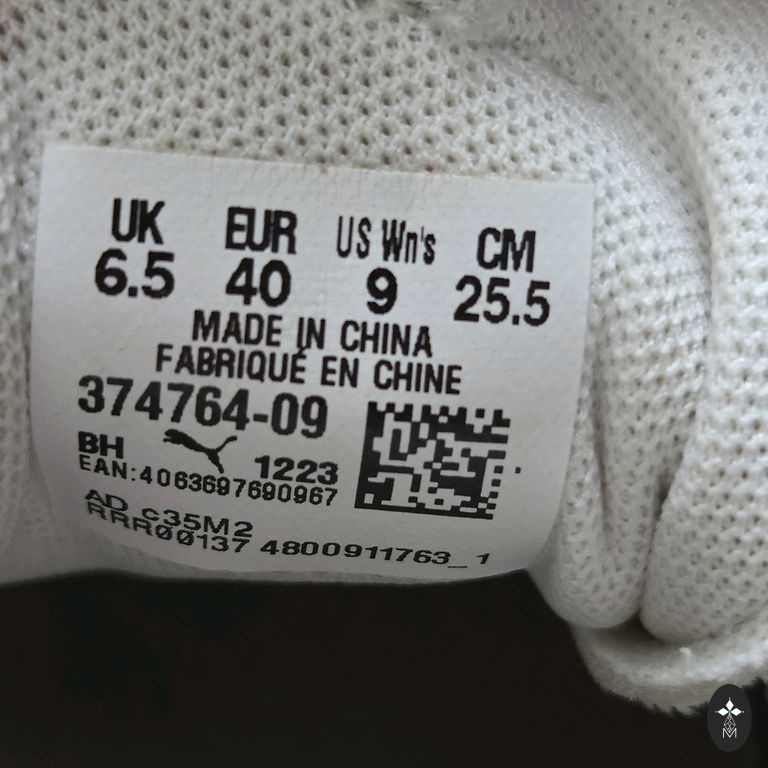 UK EUR US Wn's CM
6.5 40 9 25.5
MADE IN CHINA
FABRIQUÉ EN CHINE
374764-09
BH 1223
EAN:4063697690967
AD c35M2
RRR00137 4800911763_1
M